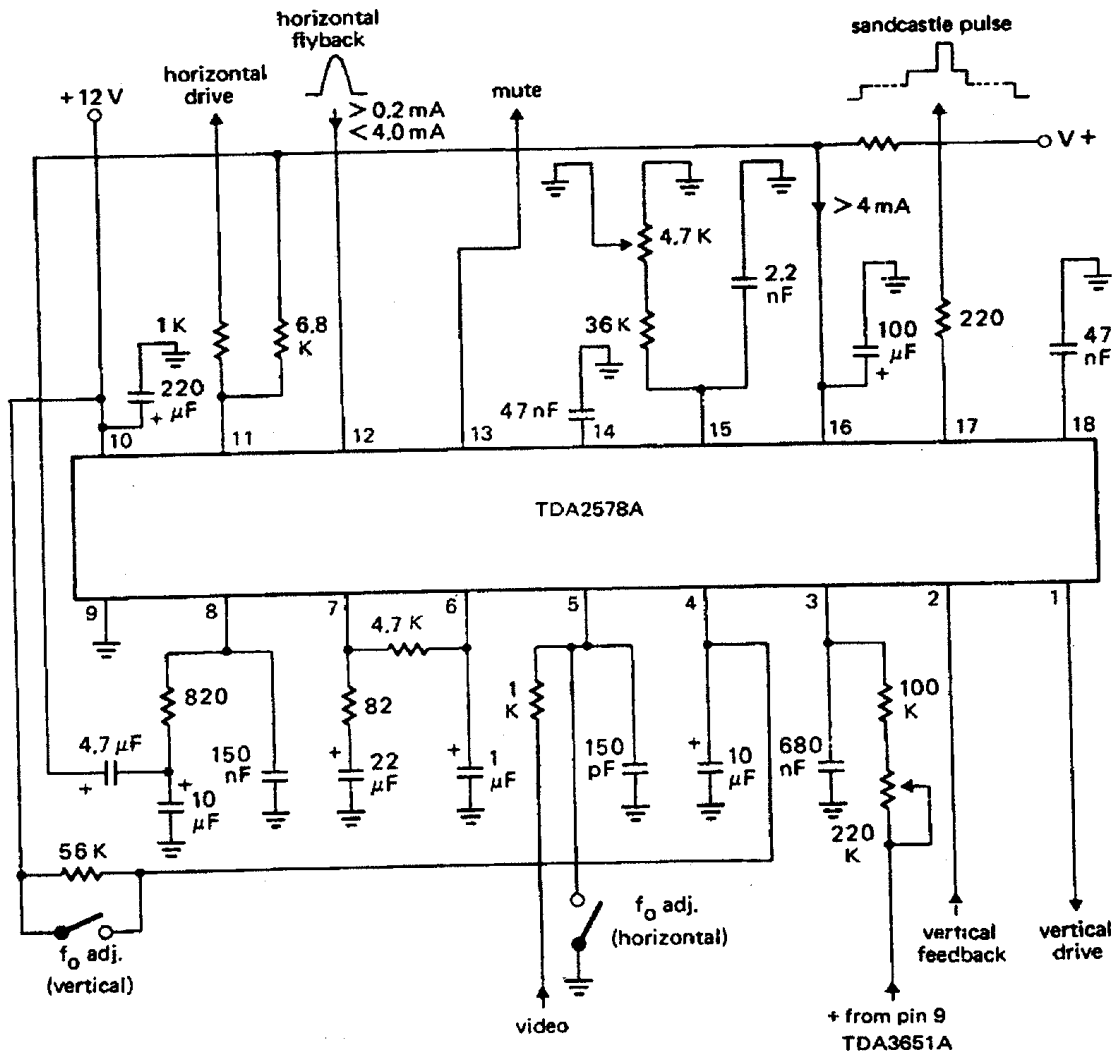 horizontal
flyback
sandcastle pulse
horizontal
drive
+12 V
mute
> 0.2 mA
< 4.0 mA
V +
> 4 mA
4.7 K
2.2
nF
1 K
6.8
K
36 K
100
µF
+
220
47
nF
220
µF
+
47 nF
10
11
12
13
14
15
16
17
18
TDA2578A
9
8
7
6
5
4
3
2
1
4.7 K
820
82
1
K
100
K
4.7 µF
+
150
nF
+
10
µF
+
22
µF
+
1
µF
150
pF
+
10
µF
680
nF
220
K
56 K
fo adj.
(vertical)
fo adj.
(horizontal)
vertical
feedback
vertical
drive
video
+ from pin 9
TDA3651A